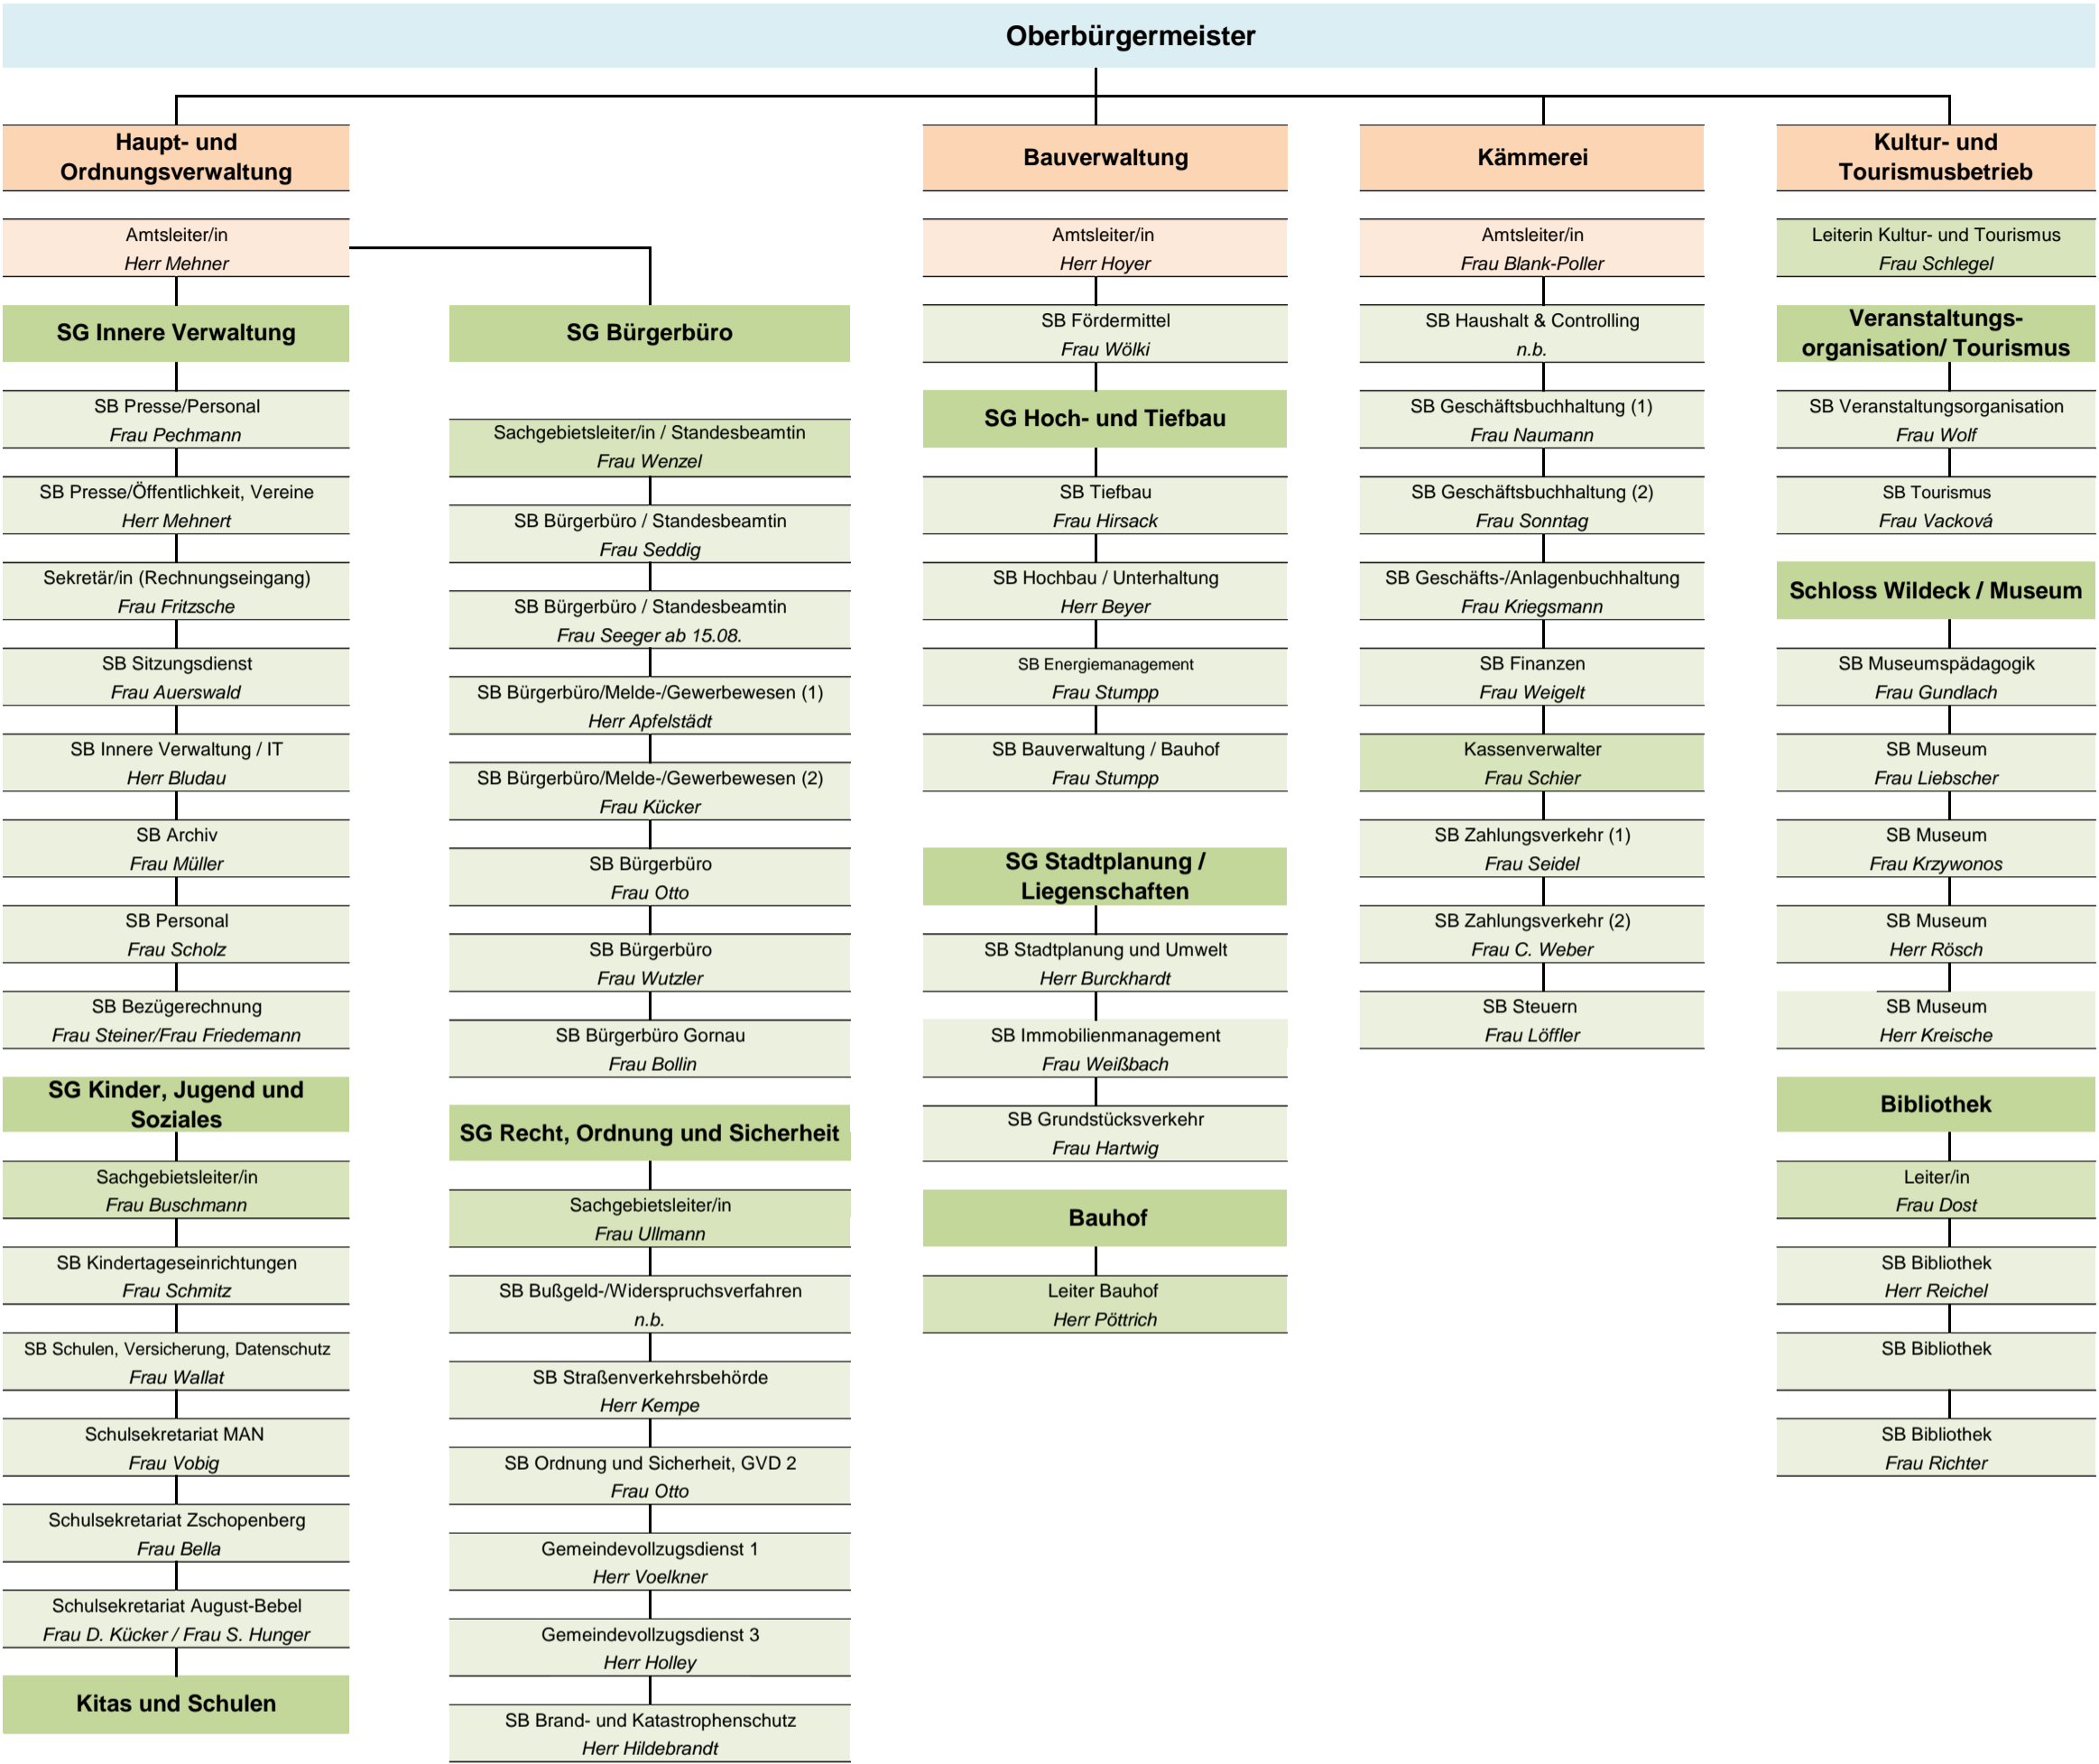 Oberbürgermeister
Haupt- und
Ordnungsverwaltung
Amtsleiter/in
Herr Mehner
SG Innere Verwaltung
SB Presse/Personal
Frau Pechmann
SB Presse/Öffentlichkeit, Vereine
Herr Mehnert
Sekretär/in (Rechnungseingang)
Frau Fritzsche
SB Sitzungsdienst
Frau Auerswald
SB Innere Verwaltung / IT
Herr Bludau
SB Archiv
Frau Müller
SB Personal
Frau Scholz
SB Bezügerechnung
Frau Steiner/Frau Friedemann
SG Kinder, Jugend und
Soziales
Sachgebietsleiter/in
Frau Buschmann
SB Kindertageseinrichtungen
Frau Schmitz
SB Schulen, Versicherung, Datenschutz
Frau Wallat
Schulsekretariat MAN
Frau Vobig
Schulsekretariat Zschopenberg
Frau Bella
Schulsekretariat August-Bebel
Frau D. Kücker / Frau S. Hunger
Kitas und Schulen
SG Bürgerbüro
Sachgebietsleiter/in / Standesbeamtin
Frau Wenzel
SB Bürgerbüro / Standesbeamtin
Frau Seddig
SB Bürgerbüro / Standesbeamtin
Frau Seeger ab 15.08.
SB Bürgerbüro/Melde-/Gewerbewesen (1)
Herr Apfelstädt
SB Bürgerbüro/Melde-/Gewerbewesen (2)
Frau Kücker
SB Bürgerbüro
Frau Otto
SB Bürgerbüro
Frau Wutzler
SB Bürgerbüro Gornau
Frau Bollin
SG Recht, Ordnung und Sicherheit
Sachgebietsleiter/in
Frau Ullmann
SB Bußgeld-/Widerspruchsverfahren
n.b.
SB Straßenverkehrsbehörde
Herr Kempe
SB Ordnung und Sicherheit, GVD 2
Frau Otto
Gemeindevollzugsdienst 1
Herr Voelkner
Gemeindevollzugsdienst 3
Herr Holley
SB Brand- und Katastrophenschutz
Herr Hildebrandt
Bauverwaltung
Amtsleiter/in
Herr Hoyer
SB Fördermittel
Frau Wölki
SG Hoch- und Tiefbau
SB Tiefbau
Frau Hirsack
SB Hochbau / Unterhaltung
Herr Beyer
SB Energiemanagement
Frau Stumpp
SB Bauverwaltung / Bauhof
Frau Stumpp
SG Stadtplanung /
Liegenschaften
SB Stadtplanung und Umwelt
Herr Burckhardt
SB Immobilienmanagement
Frau Weißbach
SB Grundstücksverkehr
Frau Hartwig
Bauhof
Leiter Bauhof
Herr Pöttrich
Kämmerei
Amtsleiter/in
Frau Blank-Poller
SB Haushalt & Controlling
n.b.
SB Geschäftsbuchhaltung (1)
Frau Naumann
SB Geschäftsbuchhaltung (2)
Frau Sonntag
SB Geschäfts-/Anlagenbuchhaltung
Frau Kriegsmann
SB Finanzen
Frau Weigelt
Kassenverwalter
Frau Schier
SB Zahlungsverkehr (1)
Frau Seidel
SB Zahlungsverkehr (2)
Frau C. Weber
SB Steuern
Frau Löffler
Kultur- und
Tourismusbetrieb
Leiterin Kultur- und Tourismus
Frau Schlegel
Veranstaltungs-
organisation/ Tourismus
SB Veranstaltungsorganisation
Frau Wolf
SB Tourismus
Frau Vacková
Schloss Wildeck / Museum
SB Museumspädagogik
Frau Gundlach
SB Museum
Frau Liebscher
SB Museum
Frau Krzywonos
SB Museum
Herr Rösch
SB Museum
Herr Kreische
Bibliothek
Leiter/in
Frau Dost
SB Bibliothek
Herr Reichel
SB Bibliothek
SB Bibliothek
Frau Richter